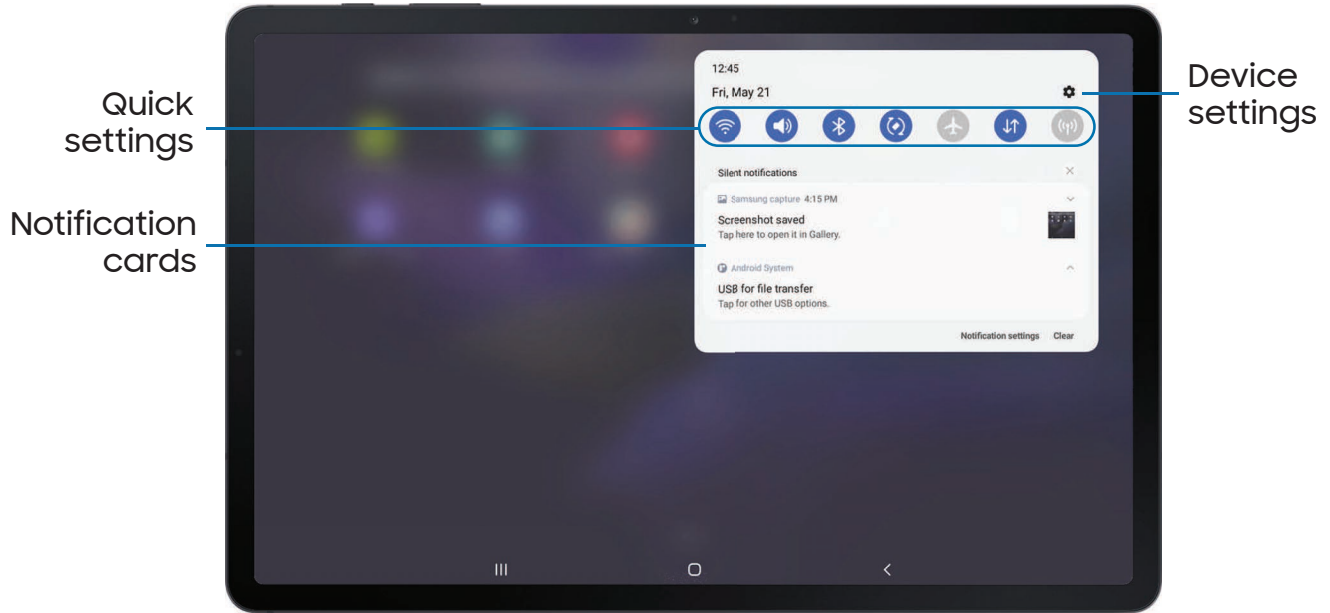 Quick
settings
Notification
cards
12:45
Fri, May 21
Device
settings
Silent notifications
Samsung capture 4:15 PM
Screenshot saved
Tap here to open it in Gallery.
Android System
USB for file transfer
Tap for other USB options.
Notification settings Clear